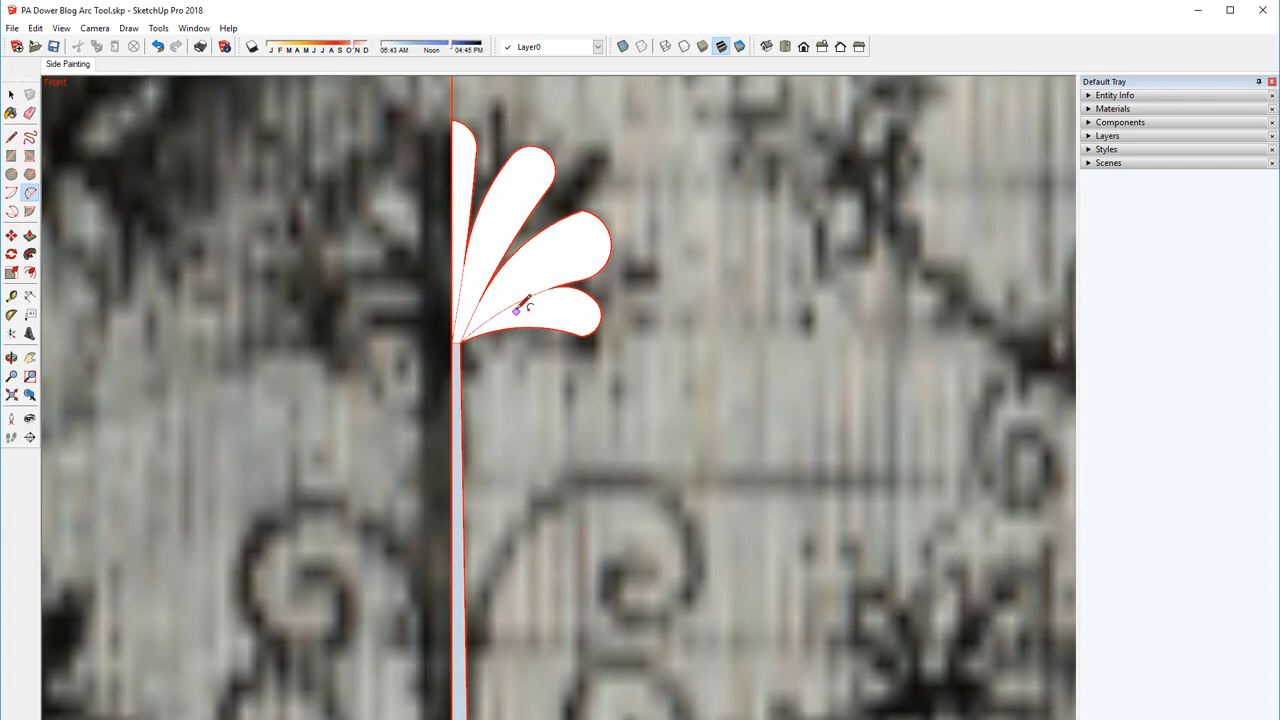 PA Dower Blog Arc Tool.skp - SketchUp Pro 2018
File Edit View Camera Draw Tools Window Help
J F M A M J J A S O N D 06:43 AM Noon 04:45 PM Layer0
Side Painting
Front
Default Tray
Entity Info
Materials
Components
Layers
Styles
Scenes